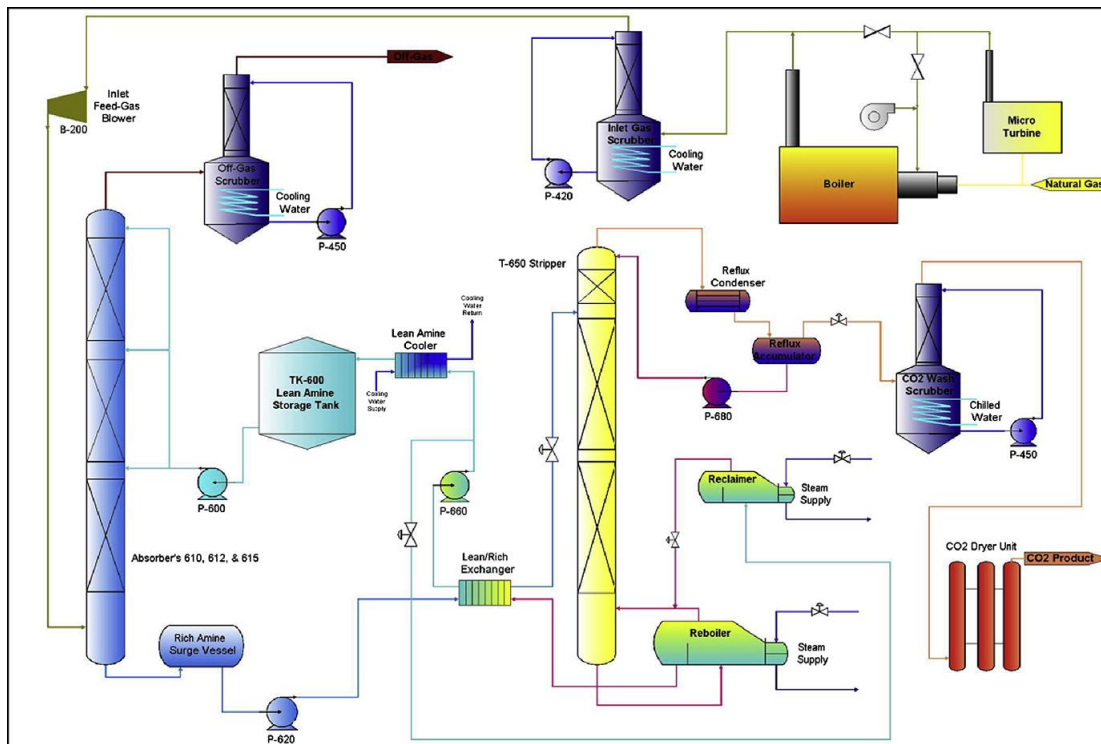 Off-Gas
Inlet
Feed-Gas
Blower
B-200
Off-Gas
Scrubber
Cooling
Water
P-450
Inlet Gas
Scrubber
Cooling
Water
P-420
Boiler
Micro
Turbine
Natural Gas
T-650 Stripper
Reflux
Condenser
Reflux
Accumulator
P-680
CO2 Wash
Scrubber
Chilled
Water
P-450
Cooling
Water
Return
Lean Amine
Cooler
TK-600
Lean Amine
Storage Tank
Cooling
Water
Supply
P-600
P-660
Reclaimer
Steam
Supply
Absorber's 610, 612, & 615
Lean/Rich
Exchanger
CO2 Dryer Unit
CO2 Product
Rich Amine
Surge Vessel
Reboiler
Steam
Supply
P-620